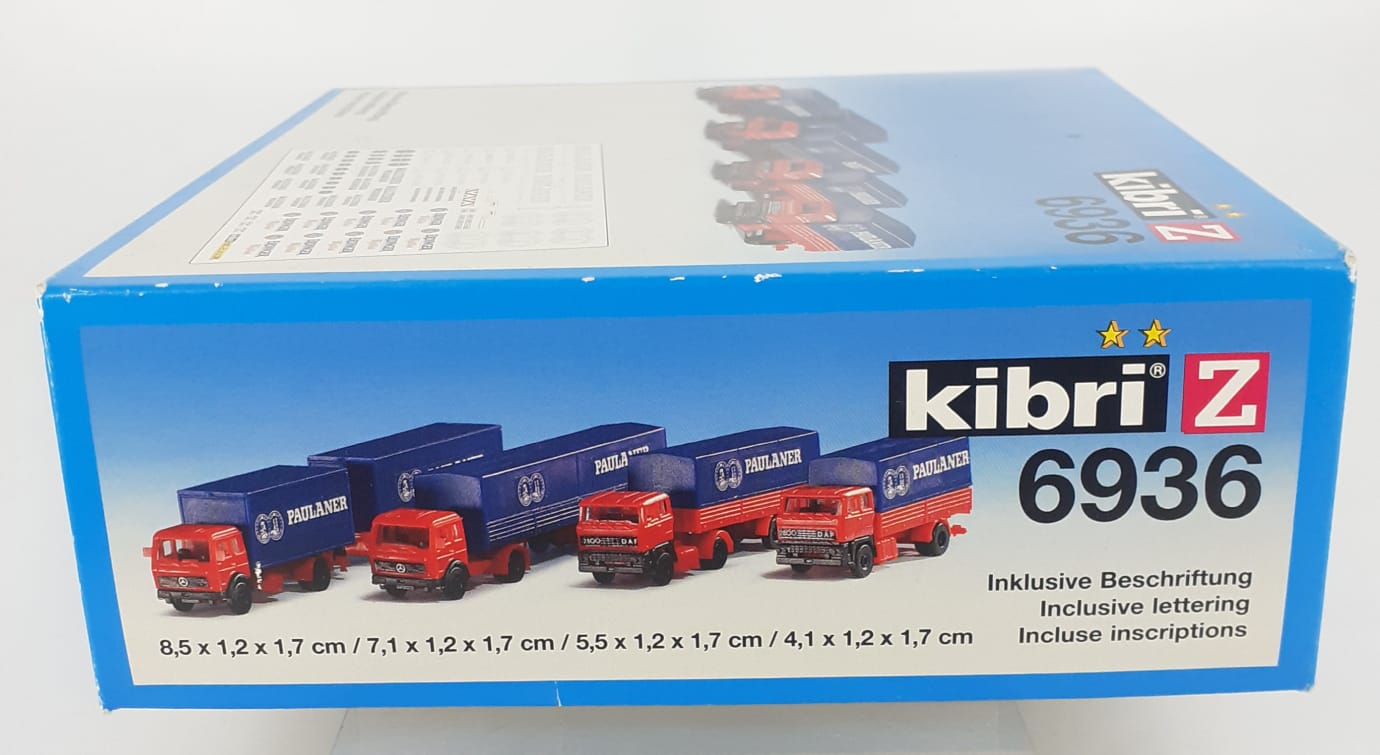 kibri Z
6936
kibri® Z
6936
PAULANER
PAULANER
PAULANER
DAF
PAULANER
DAF
Inklusive Beschriftung
Inclusive lettering
Incluse inscriptions
8,5 x 1,2 x 1,7 cm / 7,1 x 1,2 x 1,7 cm / 5,5 x 1,2 x 1,7 cm / 4,1 x 1,2 x 1,7 cm